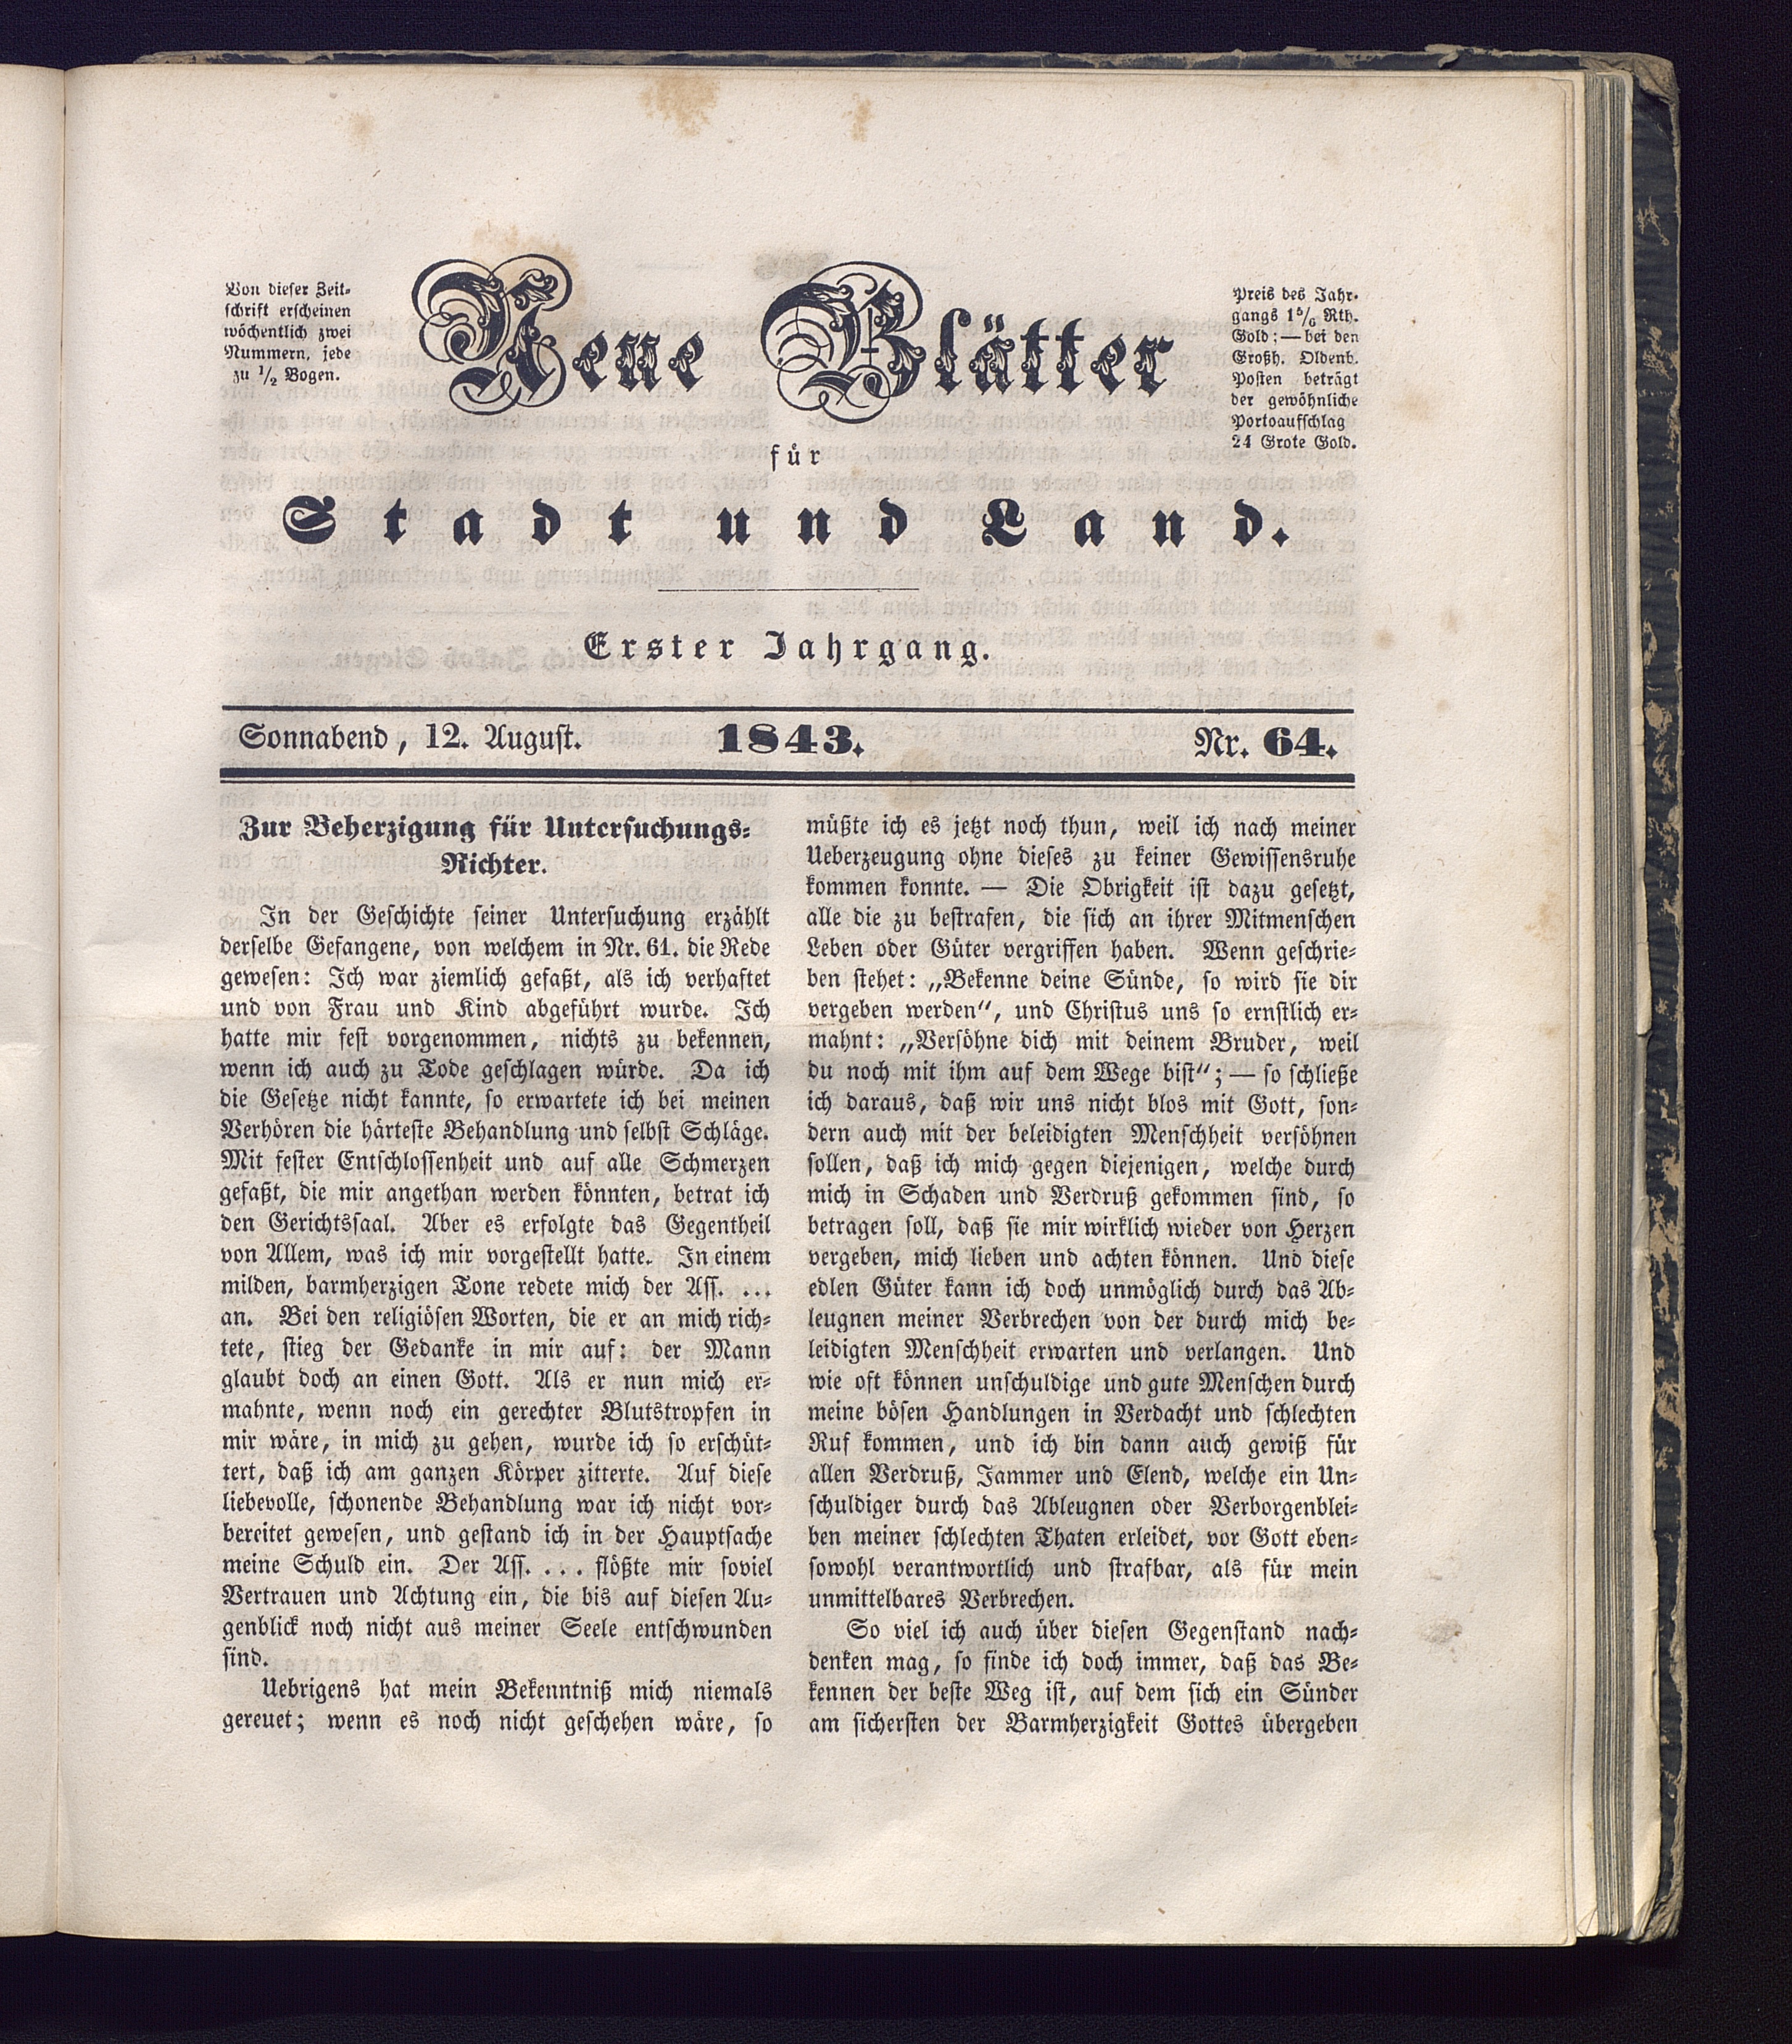 Von dieser Zeit-
schrift erscheinen
wöchentlich zwei
Nummern, jede
zu 1/2 Bogen.
Neue Blätter
für
Stadt und Land.
Preis des Jahr-
gangs 1 5/6 Rth.
Gold; — bei den
Großh. Oldenb.
Posten beträgt
der gewöhnliche
Portoaufschlag
24 Grote Gold.
Erster Jahrgang.
Sonnabend, 12. August. 1843. Nr. 64.
Zur Beherzigung für Untersuchungs-
Richter.
In der Geschichte seiner Untersuchung erzählt
derselbe Gefangene, von welchem in Nr. 61. die Rede
gewesen: Ich war ziemlich gefaßt, als ich verhaftet
und von Frau und Kind abgeführt wurde. Ich
hatte mir fest vorgenommen, nichts zu bekennen,
wenn ich auch zu Tode geschlagen würde. Da ich
die Gesetze nicht kannte, so erwartete ich bei meinen
Verhören die härteste Behandlung und selbst Schläge.
Mit fester Entschlossenheit und auf alle Schmerzen
gefaßt, die mir angethan werden könnten, betrat ich
den Gerichtssaal. Aber es erfolgte das Gegentheil
von Allem, was ich mir vorgestellt hatte. In einem
milden, barmherzigen Tone redete mich der Ass. ...
an. Bei den religiösen Worten, die er an mich rich-
tete, stieg der Gedanke in mir auf: der Mann
glaubt doch an einen Gott. Als er nun mich er-
mahnte, wenn noch ein gerechter Blutstropfen in
mir wäre, in mich zu gehen, wurde ich so erschüt-
tert, daß ich am ganzen Körper zitterte. Auf diese
liebevolle, schonende Behandlung war ich nicht vor-
bereitet gewesen, und gestand ich in der Hauptsache
meine Schuld ein. Der Ass. ... flößte mir soviel
Vertrauen und Achtung ein, die bis auf diesen Au-
genblick noch nicht aus meiner Seele entschwunden
sind.
Uebrigens hat mein Bekenntniß mich niemals
gereuet; wenn es noch nicht geschehen wäre, so
müßte ich es jetzt noch thun, weil ich nach meiner
Ueberzeugung ohne dieses zu keiner Gewissensruhe
kommen konnte. — Die Obrigkeit ist dazu gesetzt,
alle die zu bestrafen, die sich an ihrer Mitmenschen
Leben oder Güter vergriffen haben. Wenn geschrie-
ben stehet: „Bekenne deine Sünde, so wird sie dir
vergeben werden“, und Christus uns so ernstlich er-
mahnt: „Versöhne dich mit deinem Bruder, weil
du noch mit ihm auf dem Wege bist“; — so schließe
ich daraus, daß wir uns nicht blos mit Gott, son-
dern auch mit der beleidigten Menschheit versöhnen
sollen, daß ich mich gegen diejenigen, welche durch
mich in Schaden und Verdruß gekommen sind, so
betragen soll, daß sie mir wirklich wieder von Herzen
vergeben, mich lieben und achten können. Und diese
edlen Güter kann ich doch unmöglich durch das Ab-
leugnen meiner Verbrechen von der durch mich be-
leidigten Menschheit erwarten und verlangen. Und
wie oft können unschuldige und gute Menschen durch
meine bösen Handlungen in Verdacht und schlechten
Ruf kommen, und ich bin dann auch gewiß für
allen Verdruß, Jammer und Elend, welche ein Un-
schuldiger durch das Ableugnen oder Verborgenblei-
ben meiner schlechten Thaten erleidet, vor Gott eben-
sowohl verantwortlich und strafbar, als für mein
unmittelbares Verbrechen.
So viel ich auch über diesen Gegenstand nach-
denken mag, so finde ich doch immer, daß das Be-
kennen der beste Weg ist, auf dem sich ein Sünder
am sichersten der Barmherzigkeit Gottes übergeben